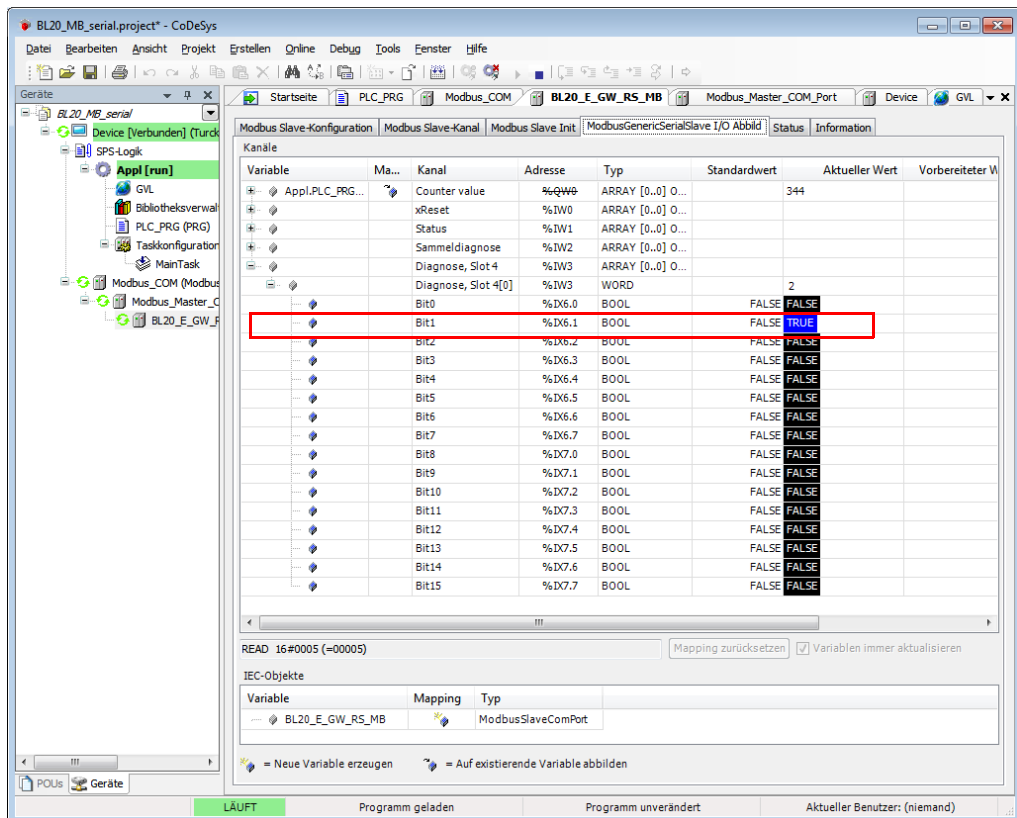 BL20_MB_serial.project* - CoDeSys
Datei Bearbeiten Ansicht Projekt Erstellen Online Debug Tools Fenster Hilfe
Geräte
BL20_MB_serial
Device [Verbunden] (Turck
SPS-Logik
Appl [run]
GVL
Bibliotheksverwal
PLC_PRG (PRG)
Taskkonfiguration
MainTask
Modbus_COM (Modbus
Modbus_Master_C
BL20_E_GW_R
POUs Geräte
Startseite PLC_PRG Modbus_COM BL20_E_GW_RS_MB Modbus_Master_COM_Port Device GVL
Modbus Slave-Konfiguration Modbus Slave-Kanal Modbus Slave Init ModbusGenericSerialSlave I/O Abbild Status Information
Kanäle
Variable Ma... Kanal Adresse Typ Standardwert Aktueller Wert Vorbereiteter W
Appl.PLC_PRG... Counter value %QW0 ARRAY [0..0] O... 344
xReset %IW0 ARRAY [0..0] O...
Status %IW1 ARRAY [0..0] O...
Sammeldiagnose %IW2 ARRAY [0..0] O...
Diagnose, Slot 4 %IW3 ARRAY [0..0] O...
Diagnose, Slot 4[0] %IW3 WORD 2
Bit0 %IX6.0 BOOL FALSE FALSE
Bit1 %IX6.1 BOOL FALSE TRUE
Bit2 %IX6.2 BOOL FALSE FALSE
Bit3 %IX6.3 BOOL FALSE FALSE
Bit4 %IX6.4 BOOL FALSE FALSE
Bit5 %IX6.5 BOOL FALSE FALSE
Bit6 %IX6.6 BOOL FALSE FALSE
Bit7 %IX6.7 BOOL FALSE FALSE
Bit8 %IX7.0 BOOL FALSE FALSE
Bit9 %IX7.1 BOOL FALSE FALSE
Bit10 %IX7.2 BOOL FALSE FALSE
Bit11 %IX7.3 BOOL FALSE FALSE
Bit12 %IX7.4 BOOL FALSE FALSE
Bit13 %IX7.5 BOOL FALSE FALSE
Bit14 %IX7.6 BOOL FALSE FALSE
Bit15 %IX7.7 BOOL FALSE FALSE
READ 16#0005 (=00005) Mapping zurücksetzen Variablen immer aktualisieren
IEC-Objekte
Variable Mapping Typ
BL20_E_GW_RS_MB ModbusSlaveComPort
= Neue Variable erzeugen = Auf existierende Variable abbilden
LÄUFT Programm geladen Programm unverändert Aktueller Benutzer: (niemand)